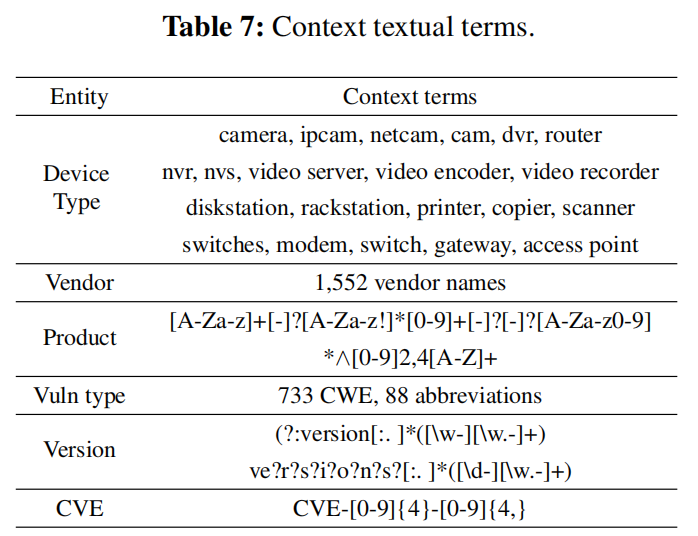 Table 7: Context textual terms.
Entity Context terms
camera, ipcam, netcam, cam, dvr, router
Device Type
nvr, nvs, video server, video encoder, video recorder
diskstation, rackstation, printer, copier, scanner
switches, modem, switch, gateway, access point
Vendor 1,552 vendor names
Product
[A-Za-z]+[-]?[A-Za-z!]*[0-9]+[-]?[-]?[A-Za-z0-9]
*∧[0-9]2,4[A-Z]+
Vuln type 733 CWE, 88 abbreviations
Version
(?:version[:. ]*([\w-][\w.-]+)
ve?r?s?i?o?n?s?[:. ]*([\d-][\w.-]+)
CVE CVE-[0-9]{4}-[0-9]{4,}